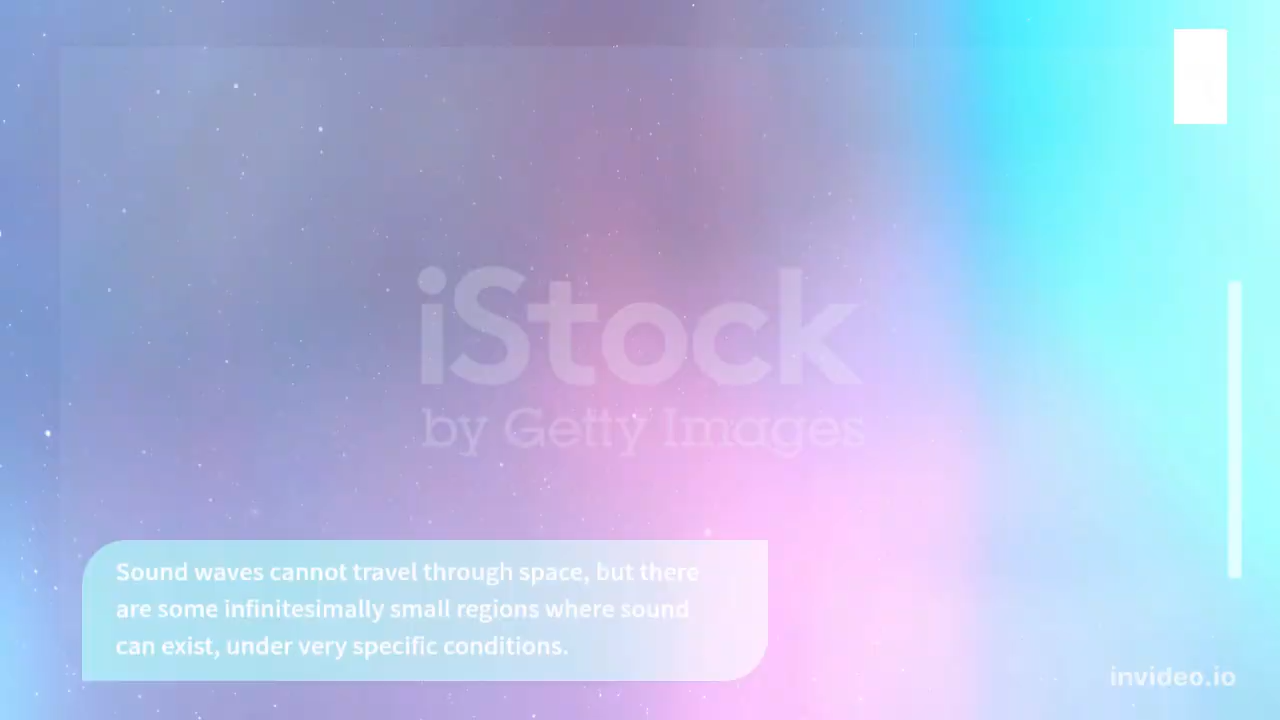 iStock
by Getty Images
Sound waves cannot travel through space, but there
are some infinitesimally small regions where sound
can exist, under very specific conditions.
invideo.io